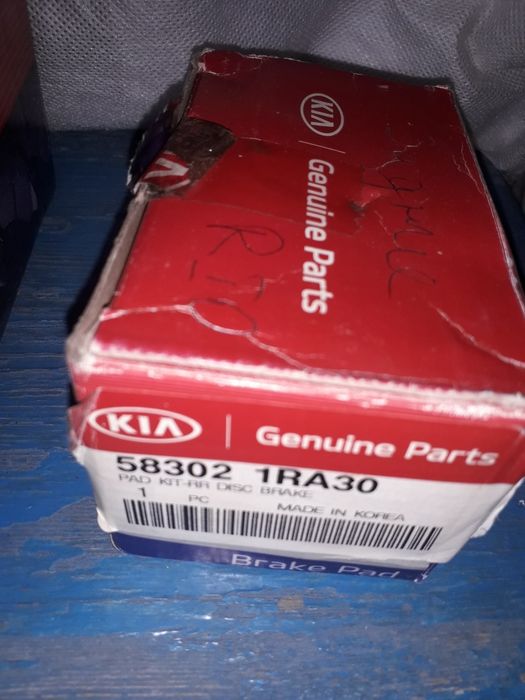 KIA
Genuine Parts
RIO
KIA
Genuine Parts
58302 1RA30
PAD KIT-RR DISC BRAKE
1 PC
MADE IN KOREA
Brake Pad